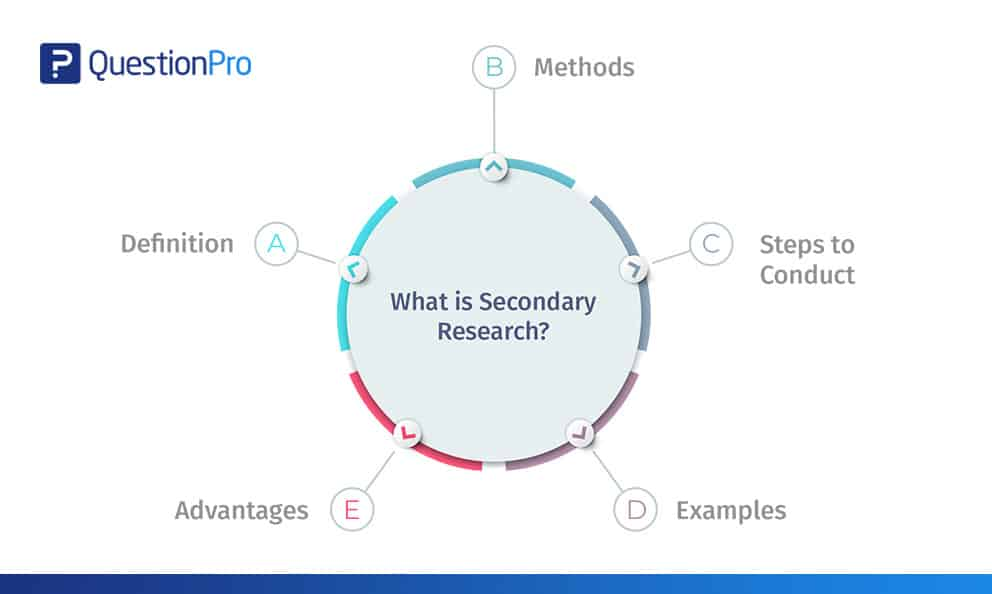 QuestionPro
B Methods
Definition A
C Steps to
Conduct
What is Secondary
Research?
Advantages E
D Examples